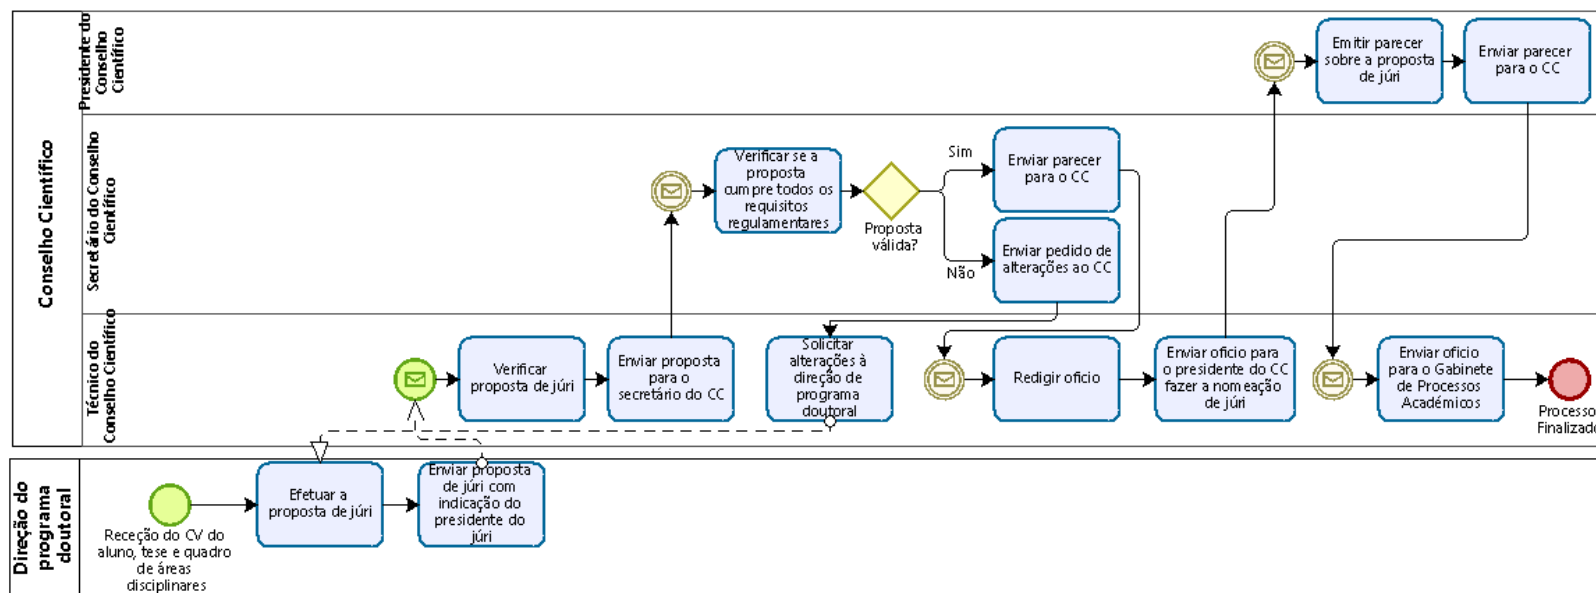 Conselho Científico
Presidente do
Conselho
Científico
Emitir parecer
sobre a proposta
de júri
Enviar parecer
para o CC
Secretário do Conselho
Científico
Verificar se a
proposta
cumpre todos os
requisitos
regulamentares
Proposta
válida?
Sim
Não
Enviar parecer
para o CC
Enviar pedido de
alterações ao CC
Técnico do
Conselho Científico
Verificar
proposta de júri
Enviar proposta
para o
secretário do CC
Solicitar
alterações à
direção de
programa
doutoral
Redigir oficio
Enviar oficio para
o presidente do CC
fazer a nomeação
de júri
Enviar oficio
para o Gabinete
de Processos
Académicos
Processo
Finalizado
Direção do
programa
doutoral
Receção do CV do
aluno, tese e quadro
de áreas
disciplinares
Efetuar a
proposta de júri
Enviar proposta
de júri com
indicação do
presidente do
júri